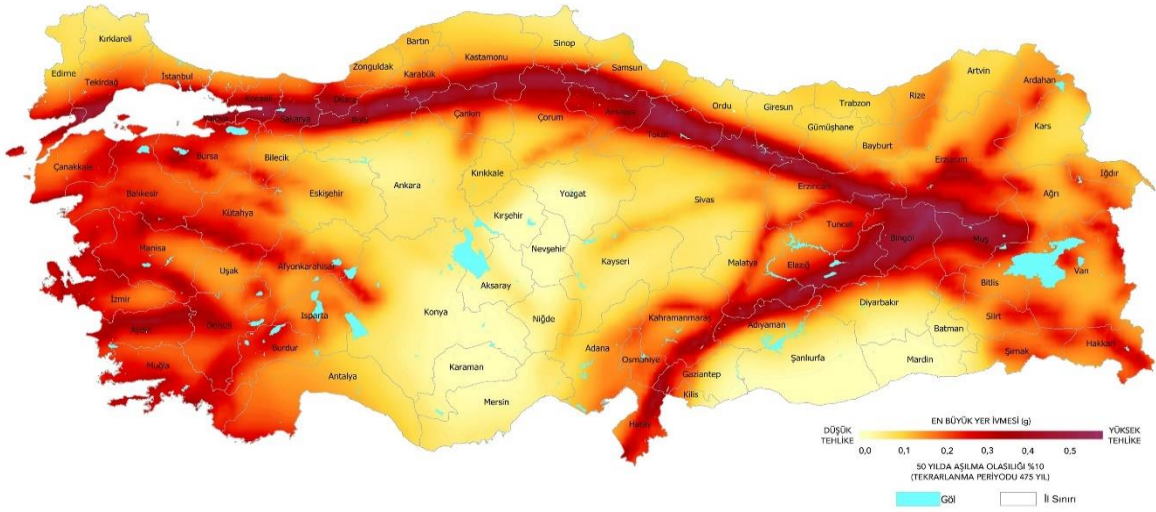 Kırklareli
Edirne
Tekirdağ
İstanbul
Kocaeli
Yalova
Sakarya
Düzce
Bolu
Zonguldak
Bartın
Karabük
Kastamonu
Sinop
Samsun
Çankırı
Çorum
Amasya
Tokat
Ordu
Giresun
Trabzon
Gümüşhane
Bayburt
Rize
Artvin
Ardahan
Kars
Erzurum
Iğdır
Ağrı
Çanakkale
Bursa
Bilecik
Balıkesir
Kütahya
Eskişehir
Ankara
Kırıkkale
Yozgat
Kırşehir
Nevşehir
Sivas
Erzincan
Tunceli
Bingöl
Muş
Manisa
Uşak
Afyonkarahisar
İzmir
Aydın
Denizli
Isparta
Burdur
Muğla
Antalya
Konya
Aksaray
Niğde
Karaman
Mersin
Kayseri
Malatya
Elazığ
Diyarbakır
Bitlis
Van
Kahramanmaraş
Adıyaman
Adana
Osmaniye
Gaziantep
Kilis
Hatay
Şanlıurfa
Mardin
Batman
Siirt
Şırnak
Hakkari
EN BÜYÜK YER İVMESİ (g)
DÜŞÜK
TEHLİKE
YÜKSEK
TEHLİKE
0,0 0,1 0,2 0,3 0,4 0,5
50 YILDA AŞILMA OLASILIĞI %10
(TEKRARLANMA PERİYODU 475 YIL)
Göl
İl Sınırı